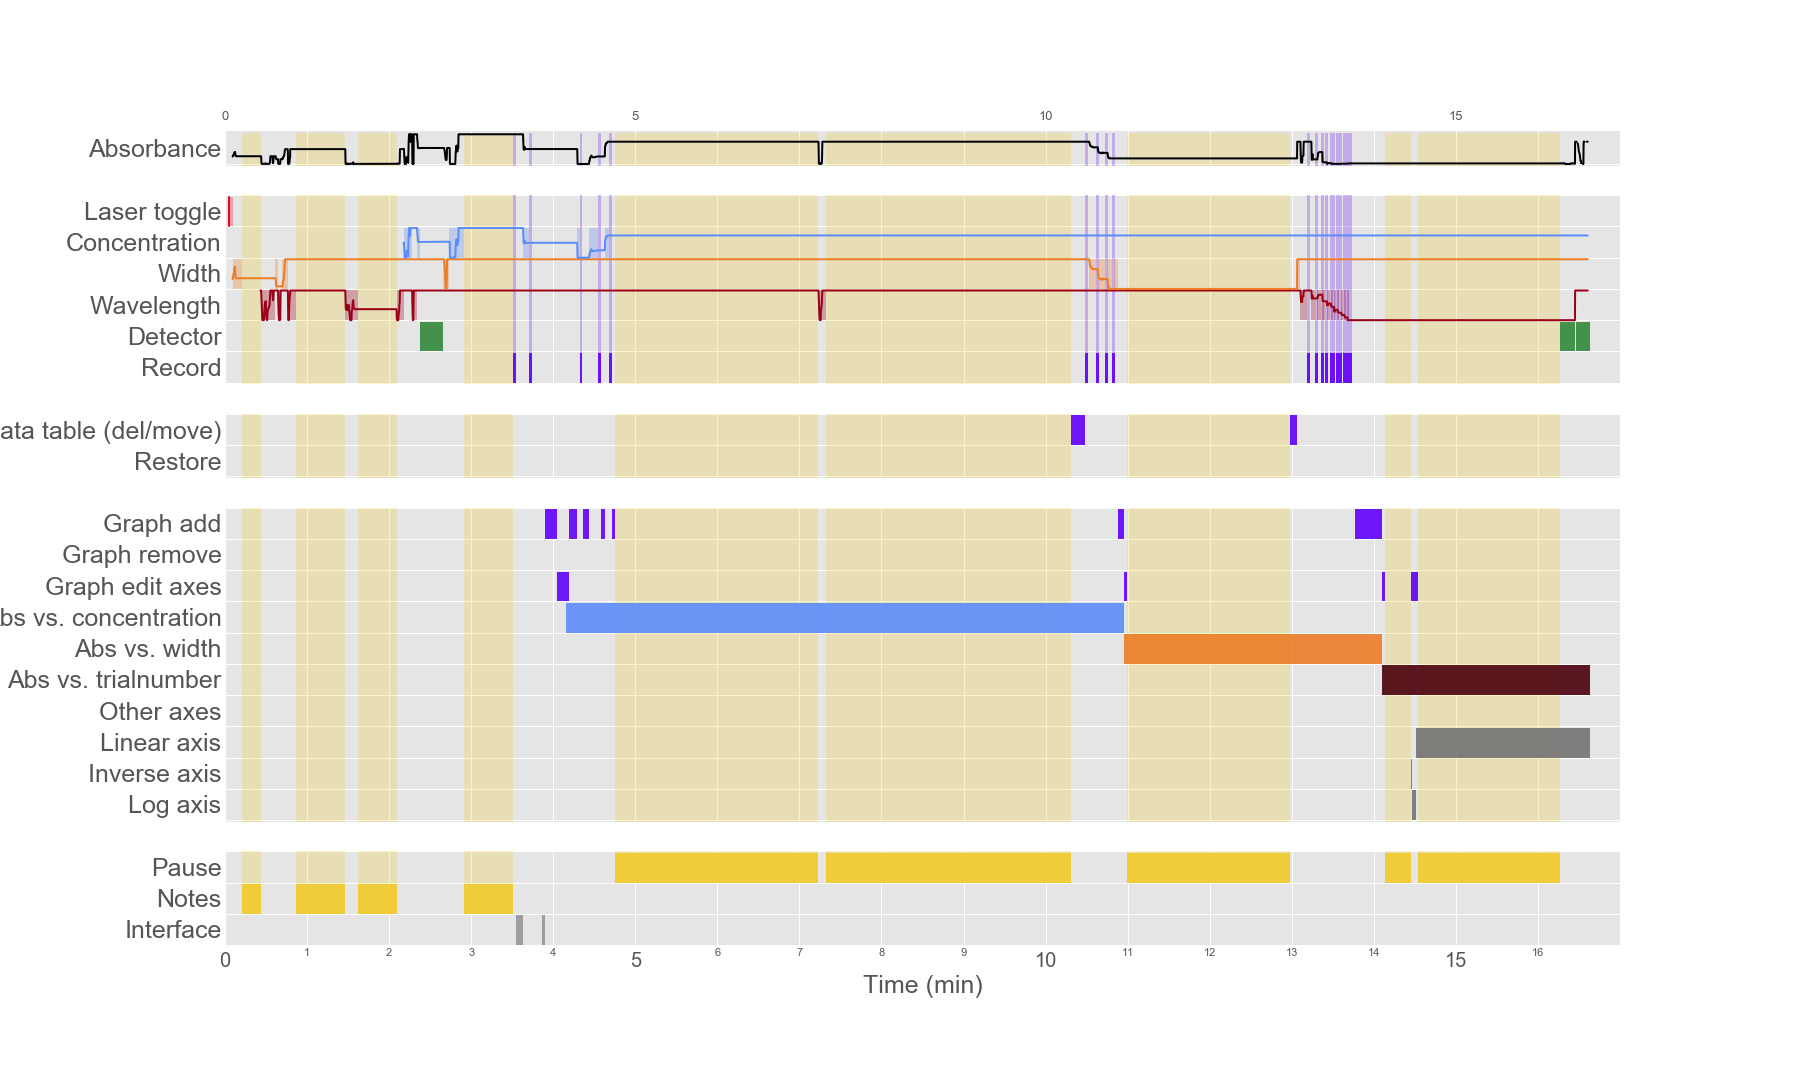 0 5 10 15
Absorbance
Laser toggle
Concentration
Width
Wavelength
Detector
Record
ata table (del/move)
Restore
Graph add
Graph remove
Graph edit axes
bs vs. concentration
Abs vs. width
Abs vs. trialnumber
Other axes
Linear axis
Inverse axis
Log axis
Pause
Notes
Interface
1 2 3 4 6 7 8 9 11 12 13 14 16
0 5 10 15
Time (min)